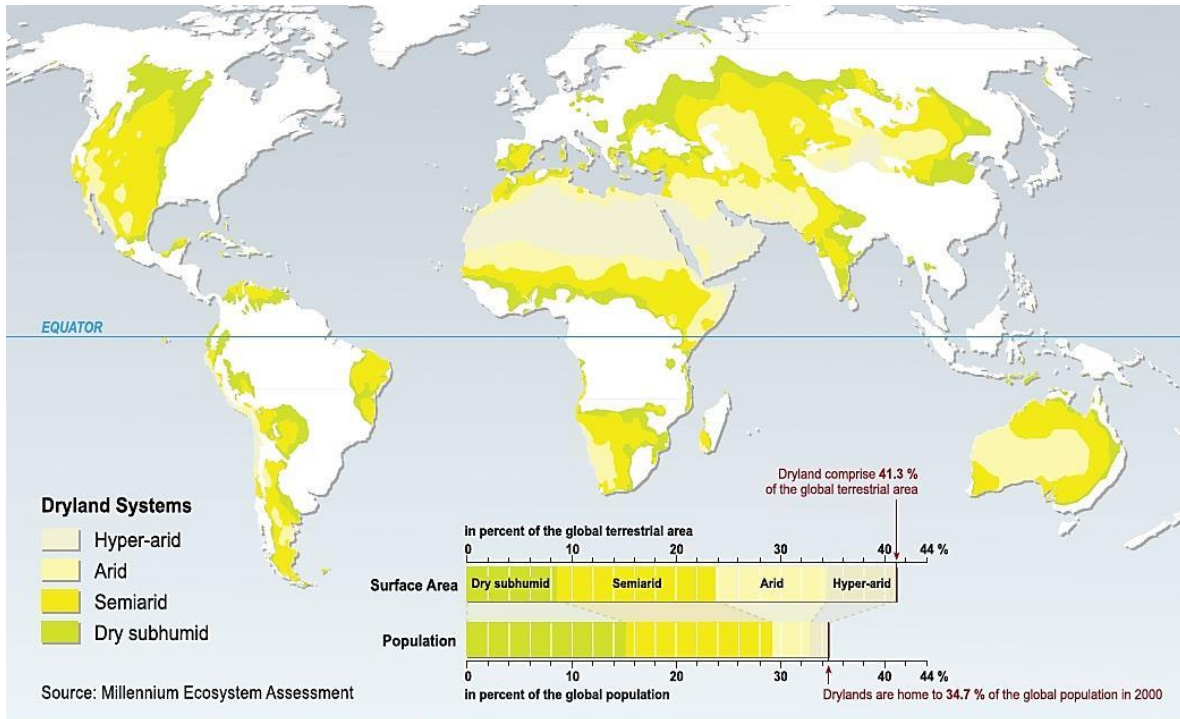 EQUATOR
Dryland Systems
Hyper-arid
Arid
Semiarid
Dry subhumid
Source: Millennium Ecosystem Assessment
Dryland comprise 41.3 %
of the global terrestrial area
in percent of the global terrestrial area
0 10 20 30 40 44 %
Surface Area Dry subhumid Semiarid Arid Hyper-arid
Population
0 10 20 30 40 44 %
in percent of the global population
Drylands are home to 34.7 % of the global population in 2000